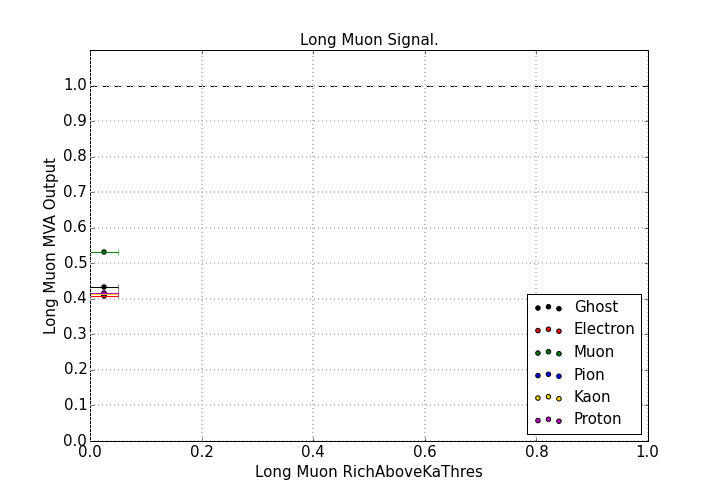 Long Muon Signal.
1.0
0.9
0.8
0.7
0.6
0.5
0.4
0.3
0.2
0.1
0.0
Long Muon MVA Output
Ghost
Electron
Muon
Pion
Kaon
Proton
0.0 0.2 0.4 0.6 0.8 1.0
Long Muon RichAboveKaThres